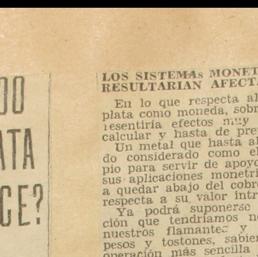 DO
ATA
CE?
LOS SISTEMAS MONET
RESULTARIAN AFECT
En lo que respecta al
plata como moneda, sobr
resentiría efectos muy
calcular y hasta de pre
Un metal que hasta al
do considerado como el
pio para servir de apoyo
sus aplicaciones monetri
a quedar abajo del cobr
respecta a su valor intr
Ya podrá suponerse
ción que tendríamos n
nuestros flamantes y
pesos y tostones, sabie
operación más sencilla